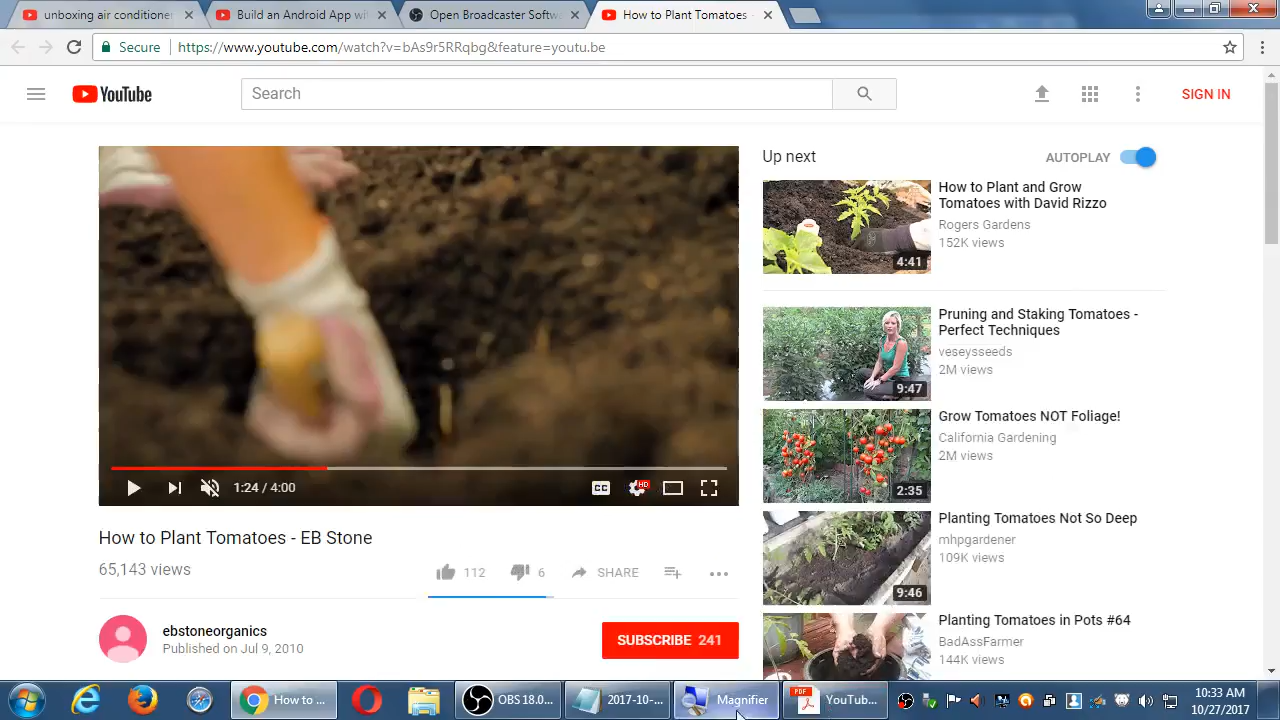 unboxing air conditioner
Build an Android App wit
Open Broadcaster Softw
How to Plant Tomatoes -
Secure
https://www.youtube.com/watch?v=bAs9r5RRqbg&feature=youtu.be
YouTube
Search
SIGN IN
1:24 / 4:00
CC
HD
How to Plant Tomatoes - EB Stone
65,143 views
112
6
SHARE
ebstoneorganics
Published on Jul 9, 2010
SUBSCRIBE 241
Up next
AUTOPLAY
How to Plant and Grow
Tomatoes with David Rizzo
Rogers Gardens
152K views
4:41
Pruning and Staking Tomatoes -
Perfect Techniques
veseysseeds
2M views
9:47
Grow Tomatoes NOT Foliage!
California Gardening
2M views
2:35
Planting Tomatoes Not So Deep
mhpgardener
109K views
9:46
Planting Tomatoes in Pots #64
BadAssFarmer
144K views
How to ...
OBS 18.0....
2017-10-...
Magnifier
PDF
YouTub...
10:33 AM
10/27/2017